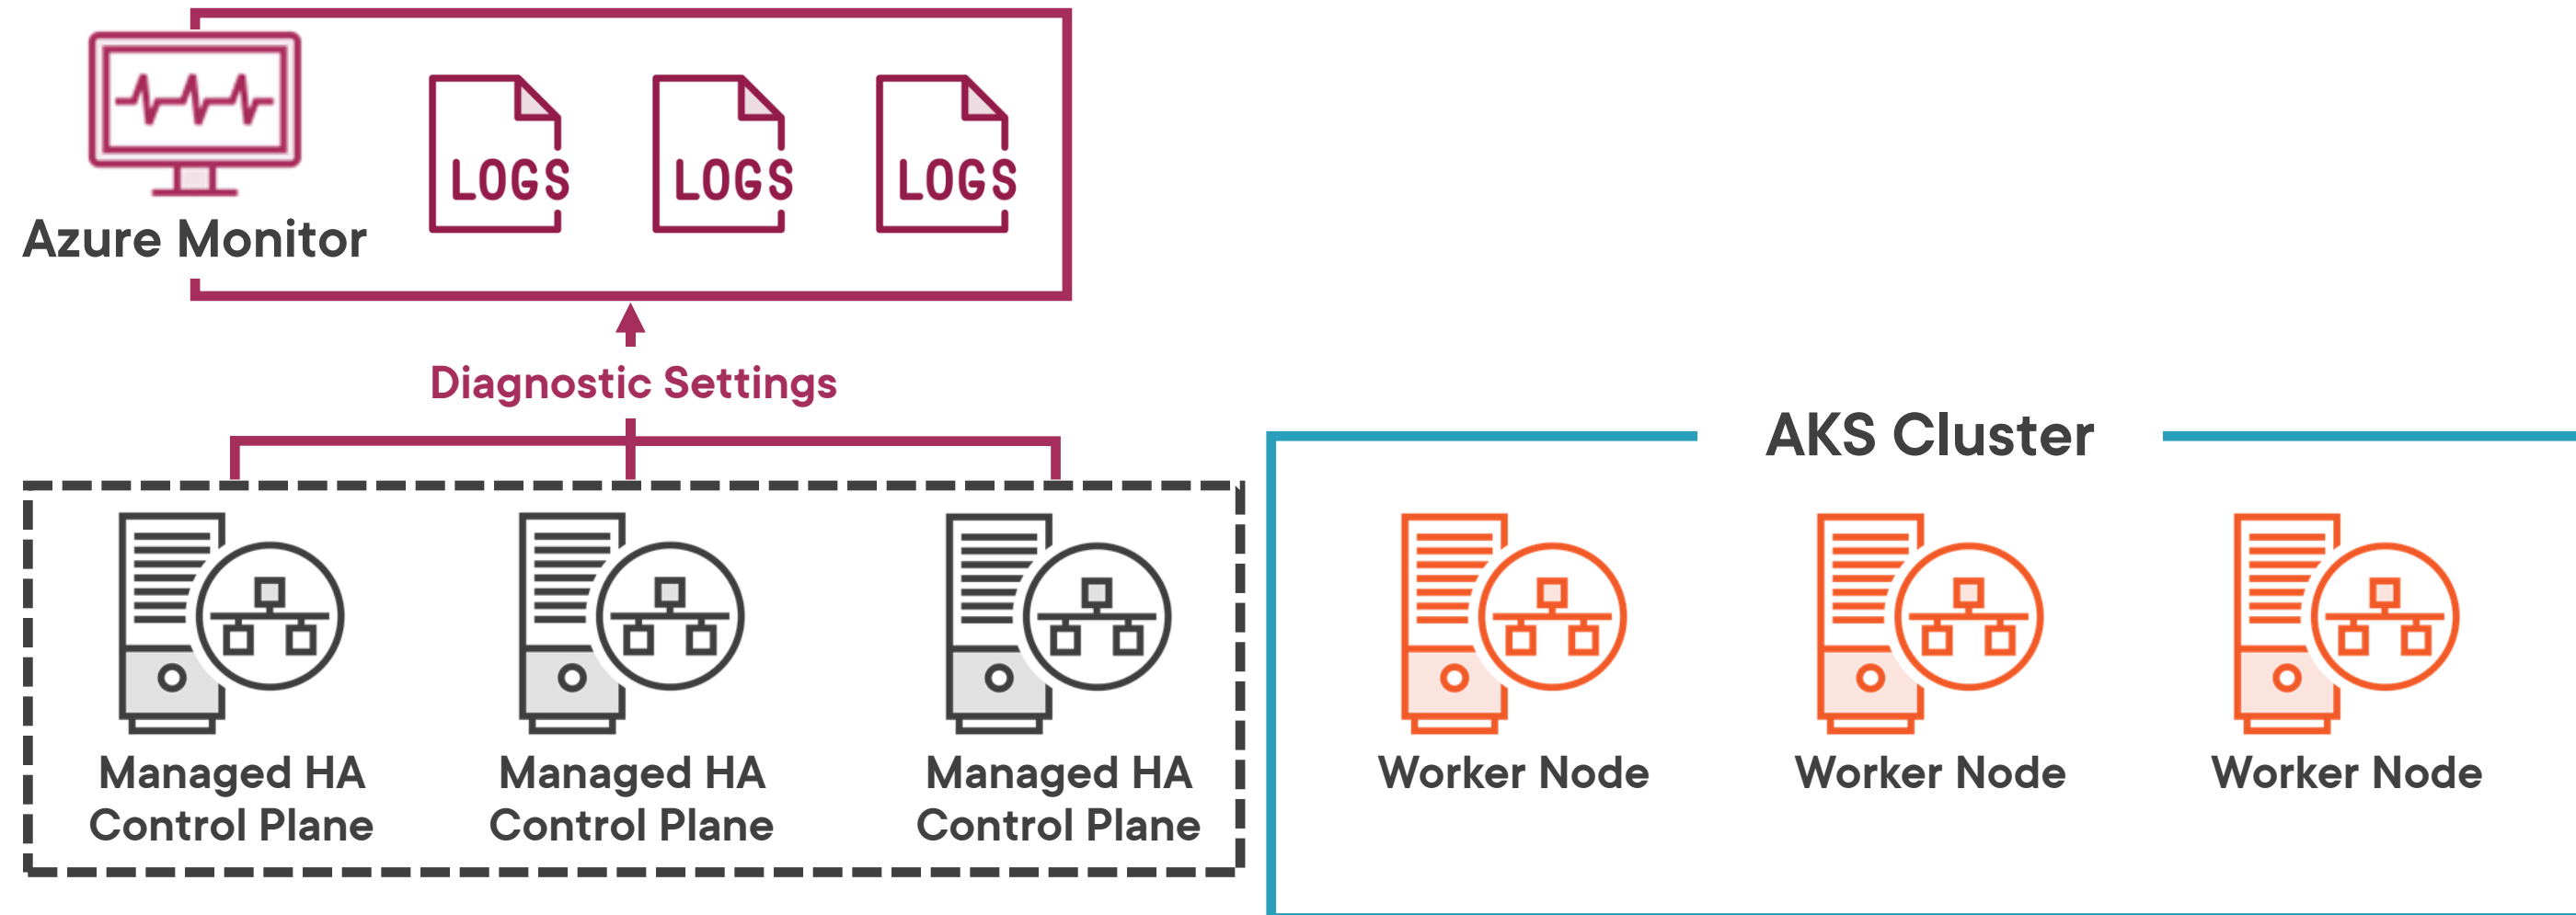 LOGS
LOGS
LOGS
Azure Monitor
Diagnostic Settings
AKS Cluster
Managed HA
Control Plane
Managed HA
Control Plane
Managed HA
Control Plane
Worker Node
Worker Node
Worker Node